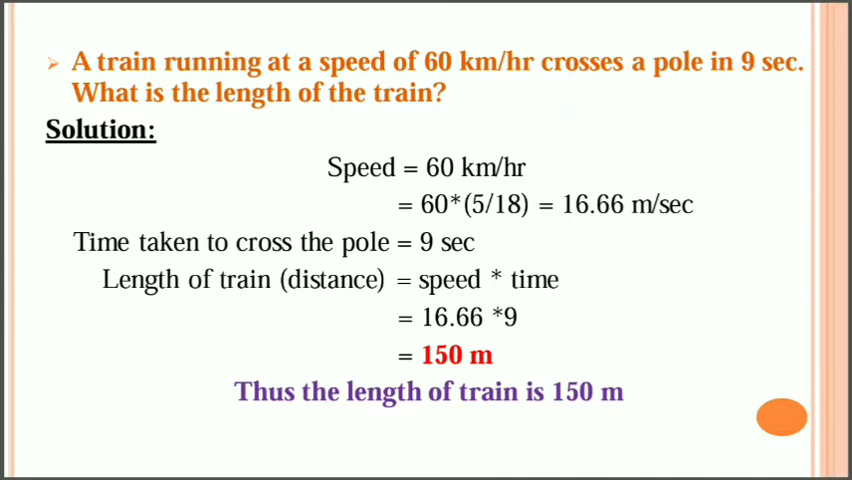 ➢ A train running at a speed of 60 km/hr crosses a pole in 9 sec.
What is the length of the train?
Solution:
Speed = 60 km/hr
= 60*(5/18) = 16.66 m/sec
Time taken to cross the pole = 9 sec
Length of train (distance) = speed * time
= 16.66 *9
= 150 m
Thus the length of train is 150 m